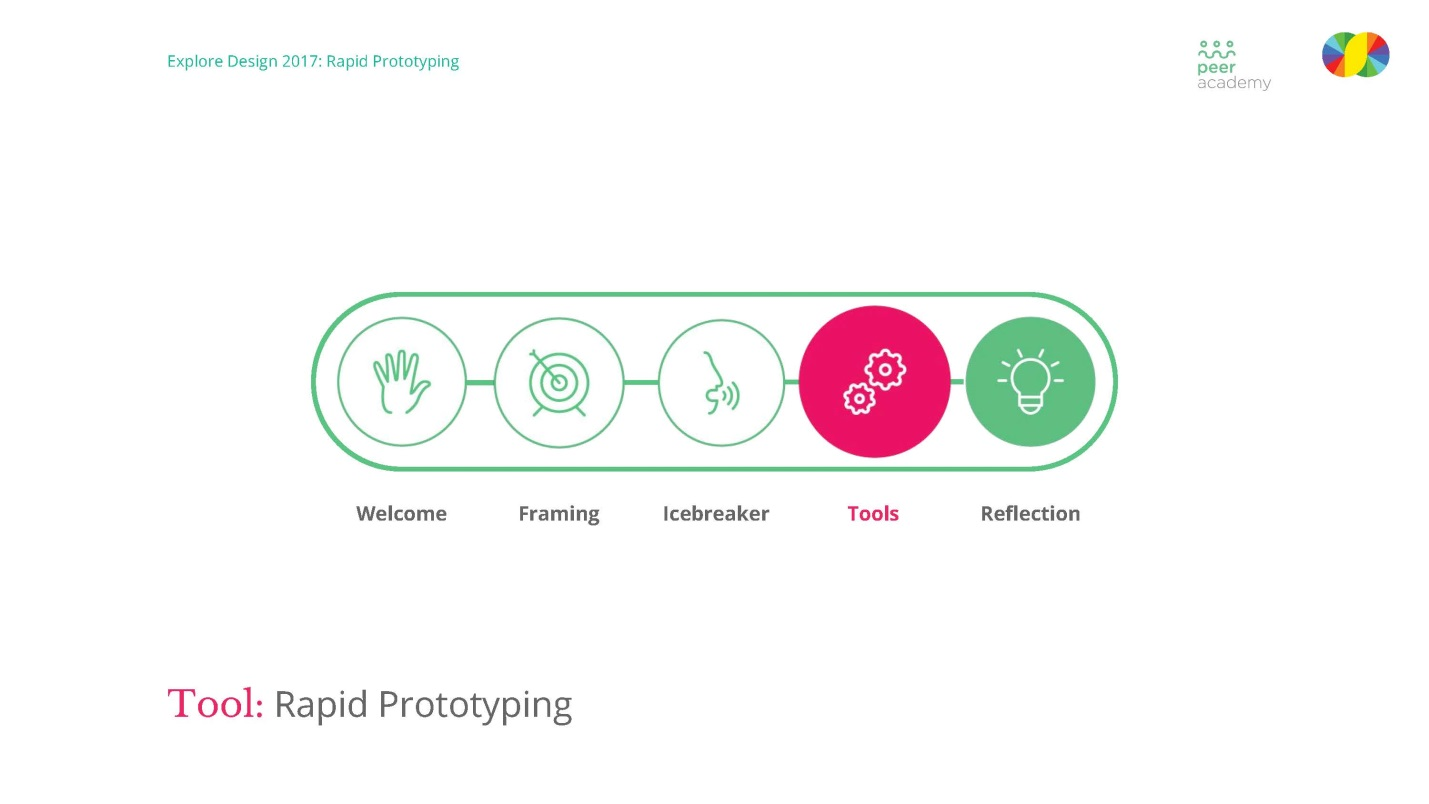 Explore Design 2017: Rapid Prototyping
peer
academy
Welcome
Framing
Icebreaker
Tools
Reflection
Tool: Rapid Prototyping